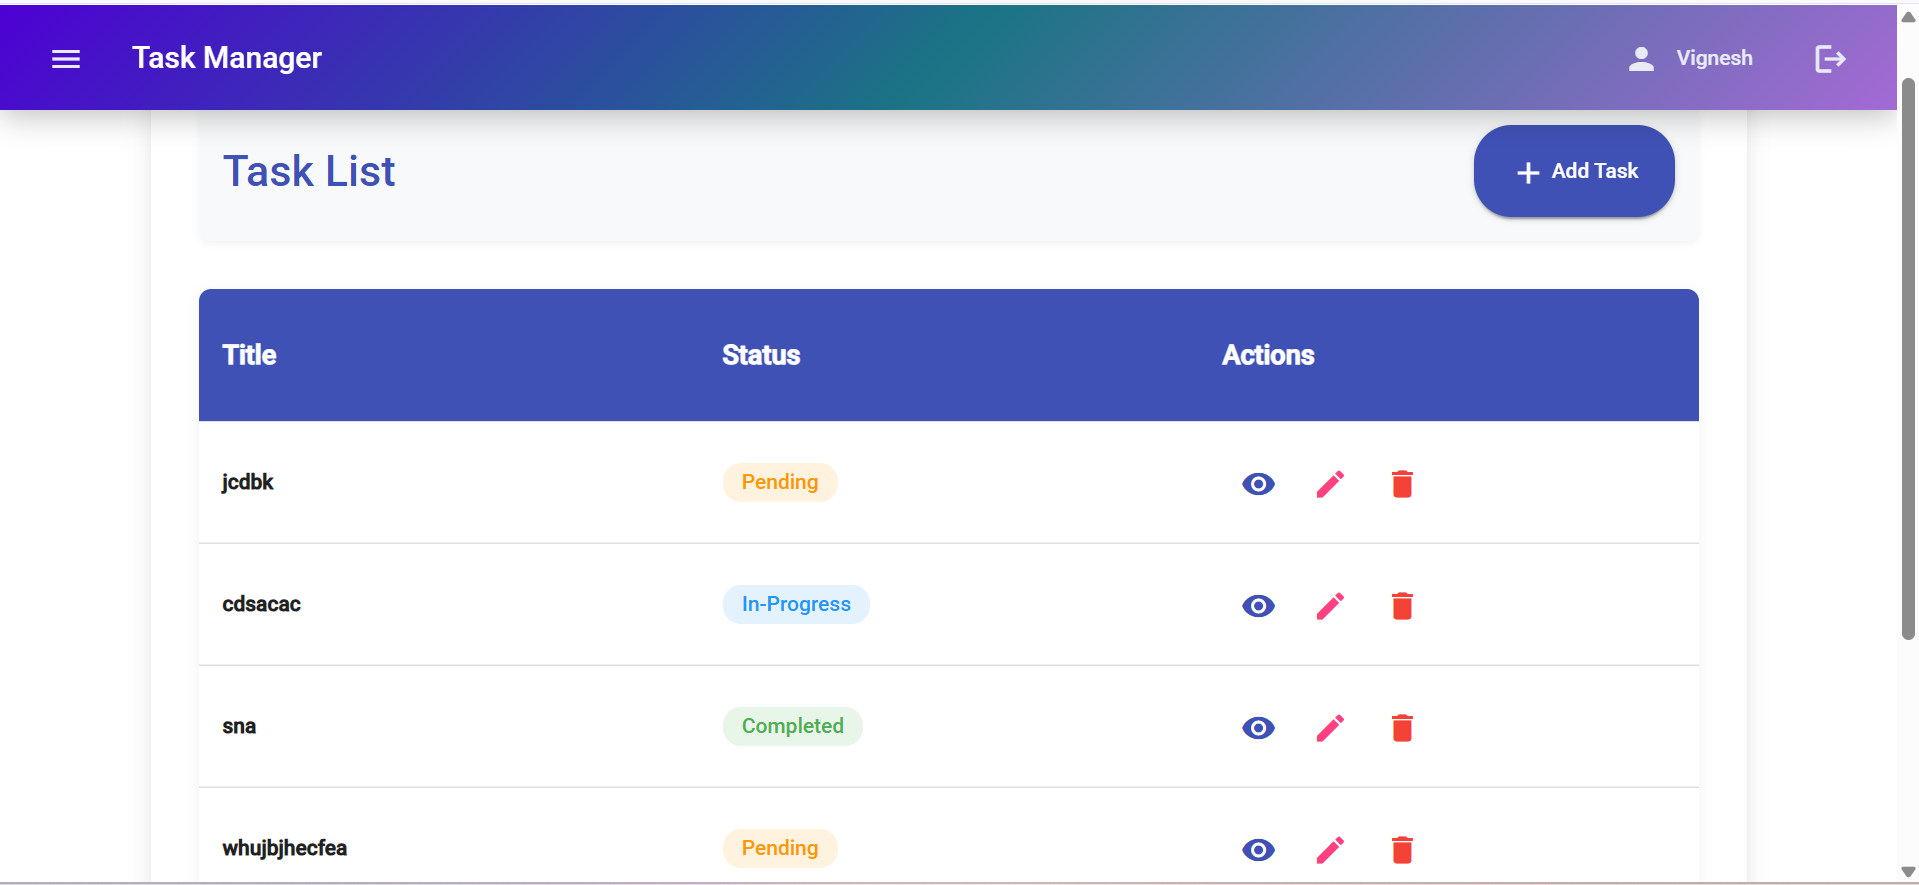 Task Manager
Vignesh
Task List
Add Task
Title Status Actions
jcdbk Pending
cdsacac In-Progress
sna Completed
whujbjhecfea Pending